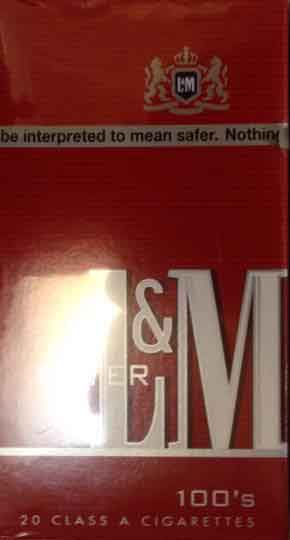 L&M
be interpreted to mean safer. Nothing
L&M
ER
100's
20 CLASS A CIGARETTES